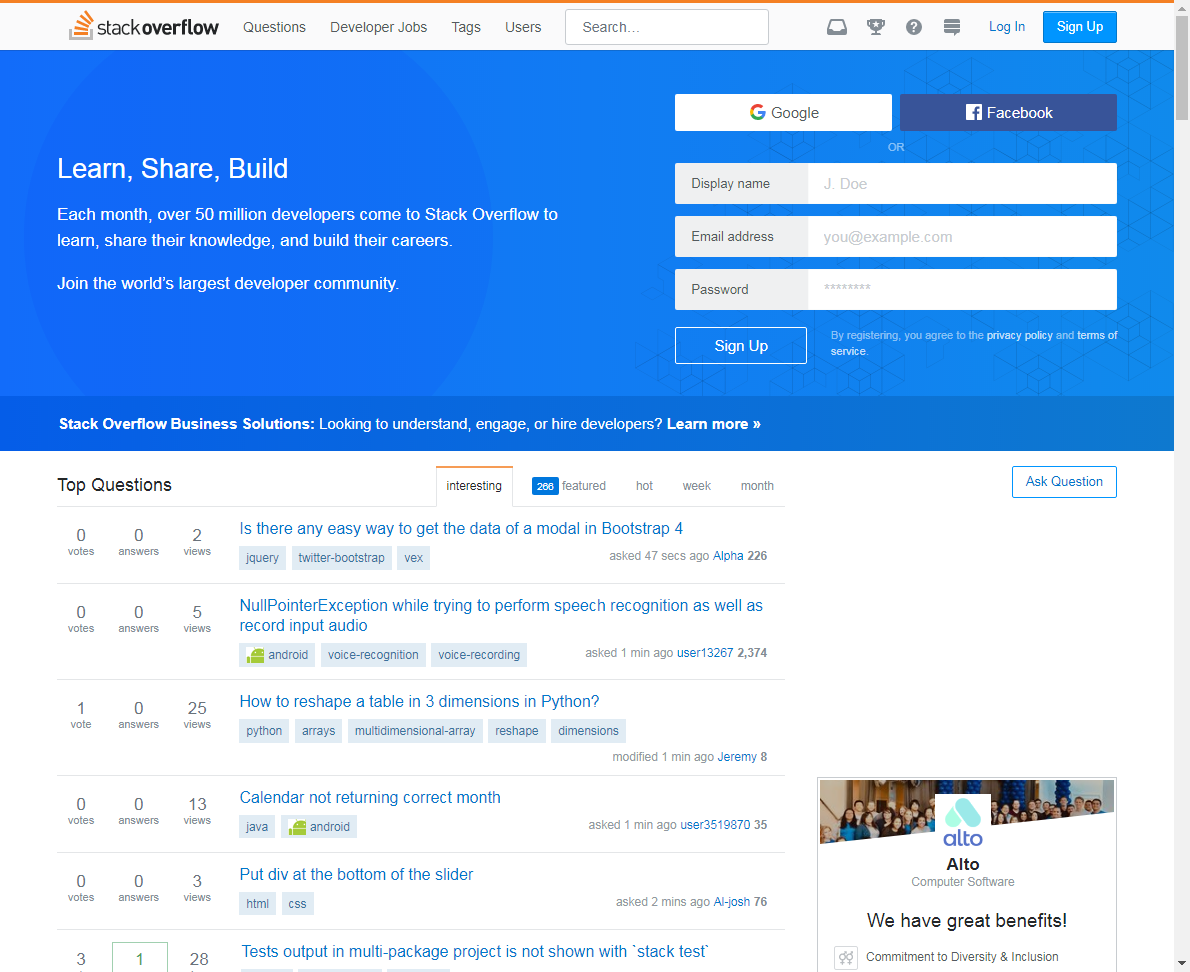 stackoverflow Questions Developer Jobs Tags Users Search... Log In Sign Up
Google Facebook
OR
Learn, Share, Build
Each month, over 50 million developers come to Stack Overflow to
learn, share their knowledge, and build their careers.
Join the world’s largest developer community.
Display name J. Doe
Email address you@example.com
Password ********
Sign Up
By registering, you agree to the privacy policy and terms of
service.
Stack Overflow Business Solutions: Looking to understand, engage, or hire developers? Learn more »
Top Questions interesting 266 featured hot week month
Ask Question
0 votes 0 answers 2 views
Is there any easy way to get the data of a modal in Bootstrap 4
jquery twitter-bootstrap vex
asked 47 secs ago Alpha 226
0 votes 0 answers 5 views
NullPointerException while trying to perform speech recognition as well as
record input audio
android voice-recognition voice-recording
asked 1 min ago user13267 2,374
1 vote 0 answers 25 views
How to reshape a table in 3 dimensions in Python?
python arrays multidimensional-array reshape dimensions
modified 1 min ago Jeremy 8
0 votes 0 answers 13 views
Calendar not returning correct month
java android
asked 1 min ago user3519870 35
0 votes 0 answers 3 views
Put div at the bottom of the slider
html css
asked 2 mins ago Al-josh 76
3 1 28
Tests output in multi-package project is not shown with `stack test`
alto
Alto
Computer Software
We have great benefits!
Commitment to Diversity & Inclusion